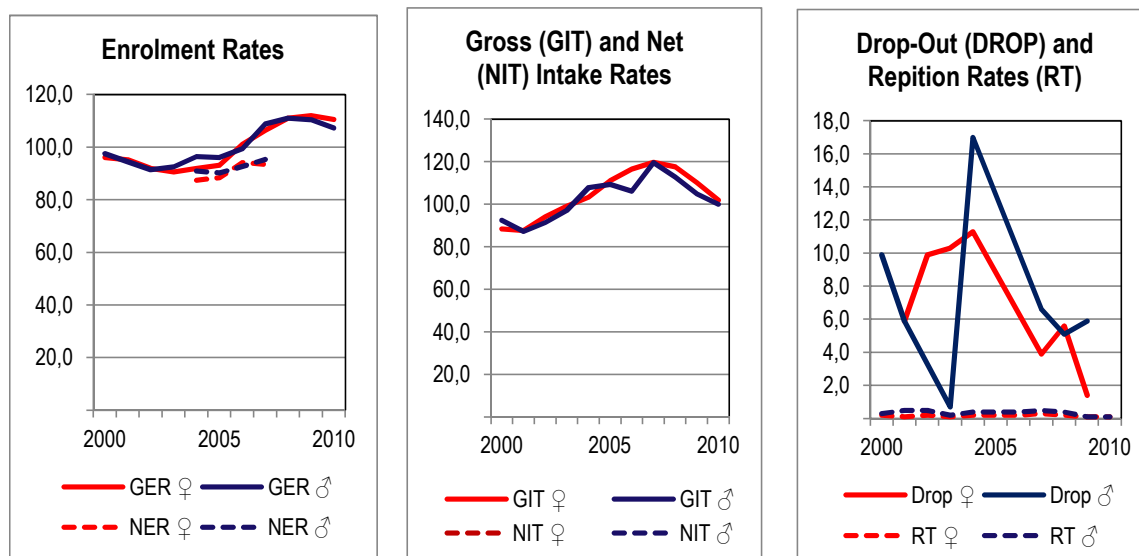 Enrolment Rates
120,0
100,0
80,0
60,0
40,0
20,0
2000 2005 2010
GER ♀ GER ♂
NER ♀ NER ♂
Gross (GIT) and Net
(NIT) Intake Rates
140,0
120,0
100,0
80,0
60,0
40,0
20,0
2000 2005 2010
GIT ♀ GIT ♂
NIT ♀ NIT ♂
Drop-Out (DROP) and
Repition Rates (RT)
18,0
16,0
14,0
12,0
10,0
8,0
6,0
4,0
2,0
2000 2005 2010
Drop ♀ Drop ♂
RT ♀ RT ♂